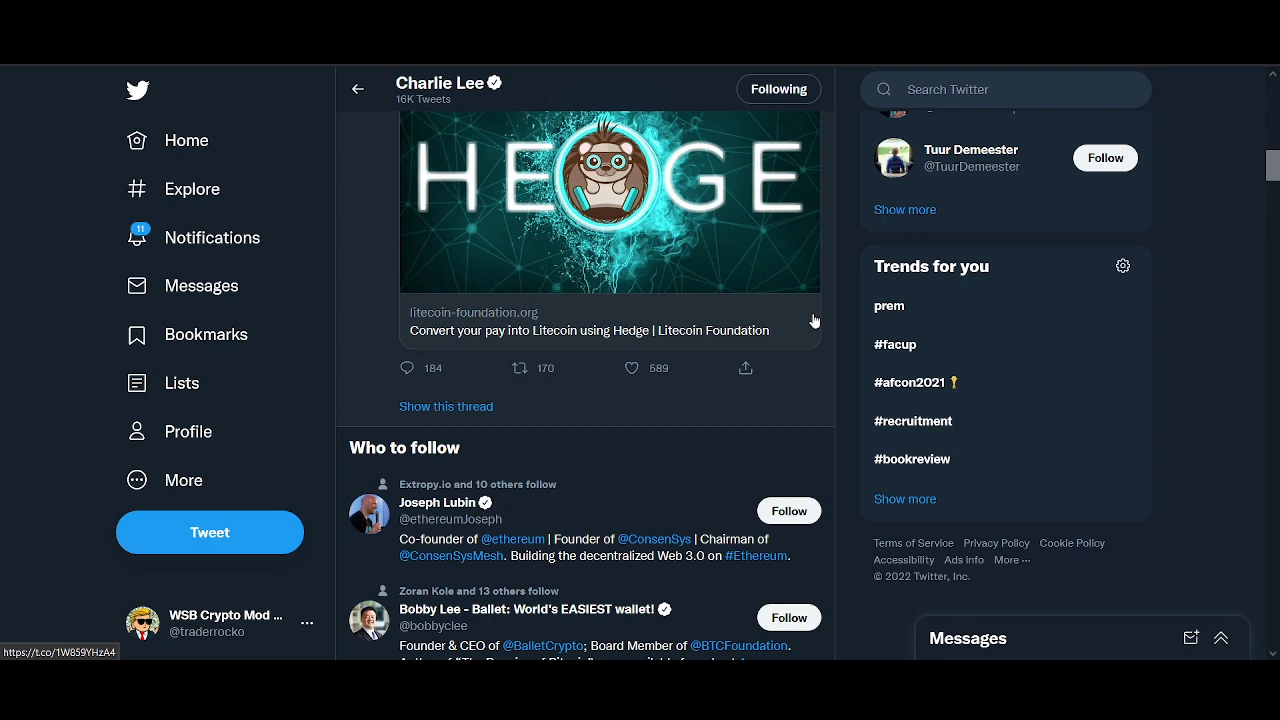 Home
Explore
11
Notifications
Messages
Bookmarks
Lists
Profile
More
Tweet
WSB Crypto Mod ...
@traderrocko
https://t.co/1W859YHzA4
Charlie Lee
16K Tweets
Following
HEDGE
litecoin-foundation.org
Convert your pay into Litecoin using Hedge | Litecoin Foundation
184
170
589
Show this thread
Who to follow
Extropy.io and 10 others follow
Joseph Lubin
@ethereumJoseph
Follow
Co-founder of @ethereum | Founder of @ConsenSys | Chairman of
@ConsenSysMesh. Building the decentralized Web 3.0 on #Ethereum.
Zoran Kole and 13 others follow
Bobby Lee - Ballet: World's EASIEST wallet!
@bobbyclee
Follow
Founder & CEO of @BalletCrypto; Board Member of @BTCFoundation.
Search Twitter
Tuur Demeester
@TuurDemeester
Follow
Show more
Trends for you
prem
#facup
#afcon2021
#recruitment
#bookreview
Show more
Terms of Service Privacy Policy Cookie Policy
Accessibility Ads info More ...
© 2022 Twitter, Inc.
Messages